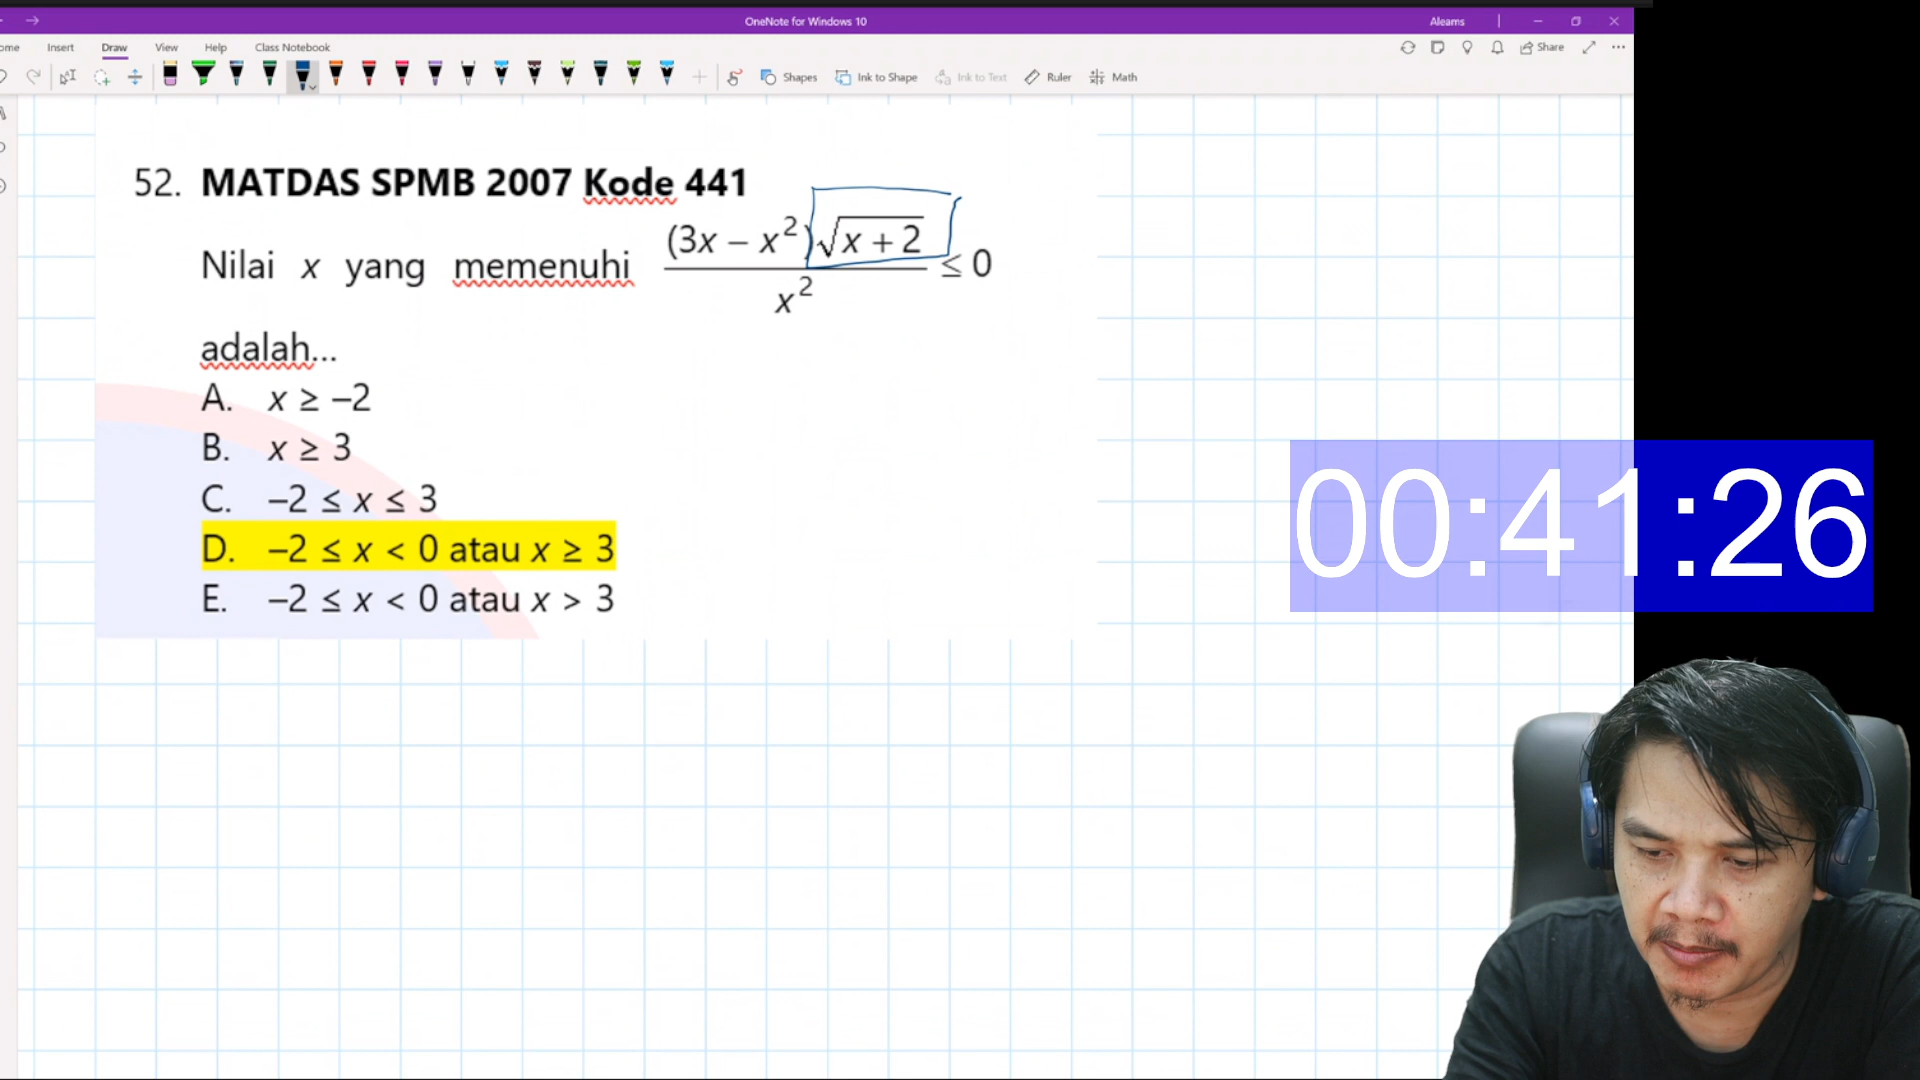 OneNote for Windows 10
Aleams
Insert Draw View Help Class Notebook
Share
Shapes Ink to Shape Ink to Text Ruler Math
52. MATDAS SPMB 2007 Kode 441
Nilai x yang memenuhi (3x − x²)√x + 2 / x² ≤ 0
adalah...
A. x ≥ −2
B. x ≥ 3
C. −2 ≤ x ≤ 3
D. −2 ≤ x < 0 atau x ≥ 3
E. −2 ≤ x < 0 atau x > 3
00:41:26